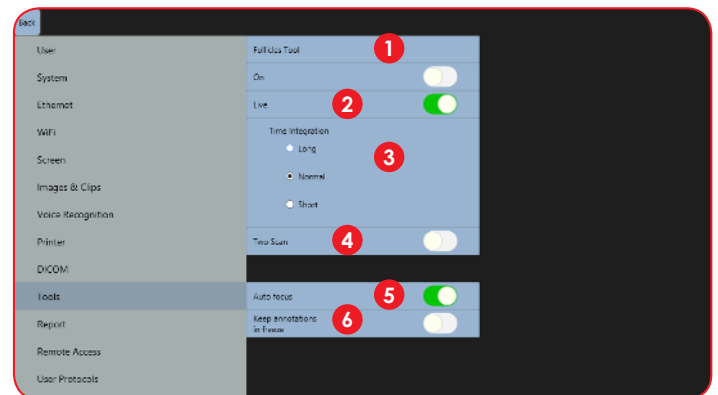 Back
User
System
Ethernet
WiFi
Screen
Images & Clips
Voice Recognition
Printer
DICOM
Tools
Report
Remote Access
User Protocols
Follicles Tool 1
On
Live 2
Time Integration
Long
3
Normal
Short
Two Scan 4
Auto focus 5
Keep annotations 6
in freeze